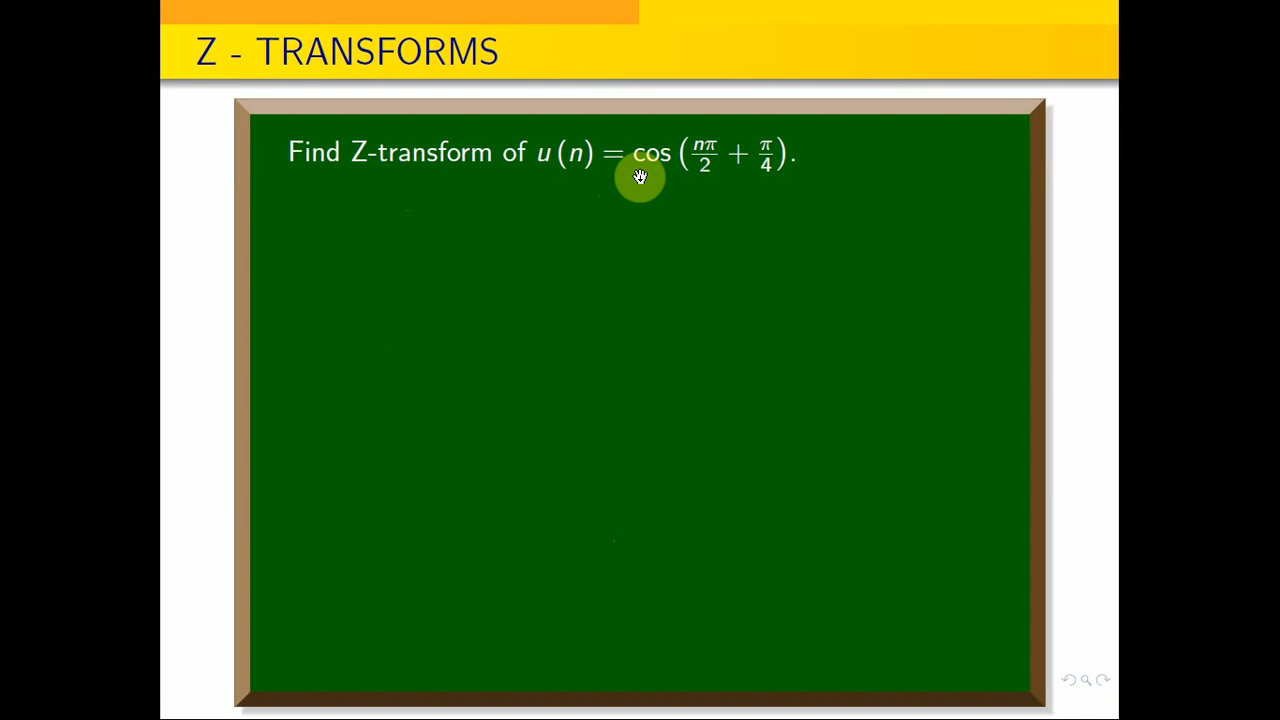 Z - TRANSFORMS
Find Z-transform of u (n) = cos (nπ/2 + π/4).